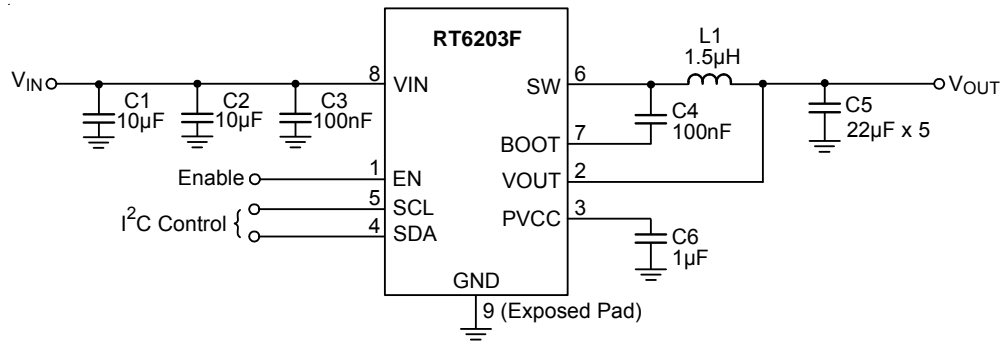 RT6203F
L1
1.5µH
VIN
8
VIN
SW
6
VOUT
C1
10µF
C2
10µF
C3
100nF
C4
100nF
C5
22µF x 5
BOOT
7
Enable
1
EN
VOUT
2
I²C Control {
5
SCL
4
SDA
PVCC
3
C6
1µF
GND
9 (Exposed Pad)